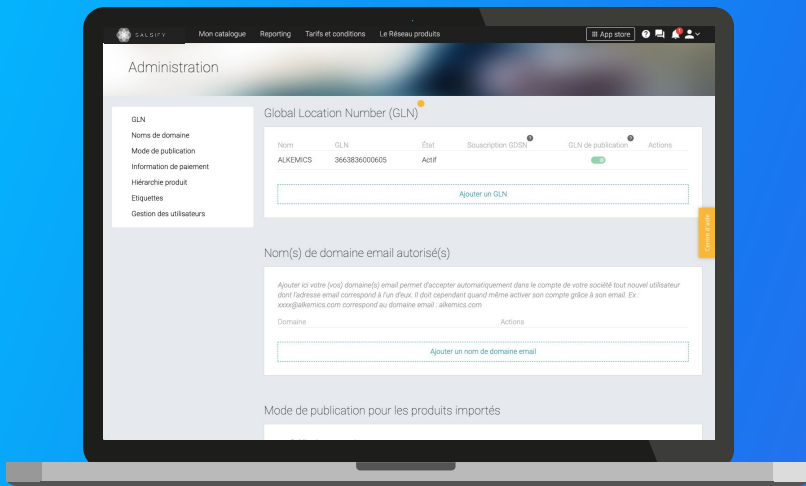 SALSIFY
Mon catalogue
Reporting
Tarifs et conditions
Le Réseau produits
App store
Administration
GLN
Noms de domaine
Mode de publication
Information de paiement
Hiérarchie produit
Etiquettes
Gestion des utilisateurs
Global Location Number (GLN)
Nom GLN État Souscription GDSN GLN de publication Actions
ALKEMICS 3663836000605 Actif
Ajouter un GLN
Centre d'aide
Nom(s) de domaine email autorisé(s)
Ajouter ici votre (vos) domaine(s) email permet d'accepter automatiquement dans le compte de votre société tout nouvel utilisateur
dont l'adresse email correspond à l'un d'eux. Il doit cependant quand même activer son compte grâce à son email. Ex :
xxxx@alkemics.com correspond au domaine email : alkemics.com
Domaine Actions
Ajouter un nom de domaine email
Mode de publication pour les produits importés